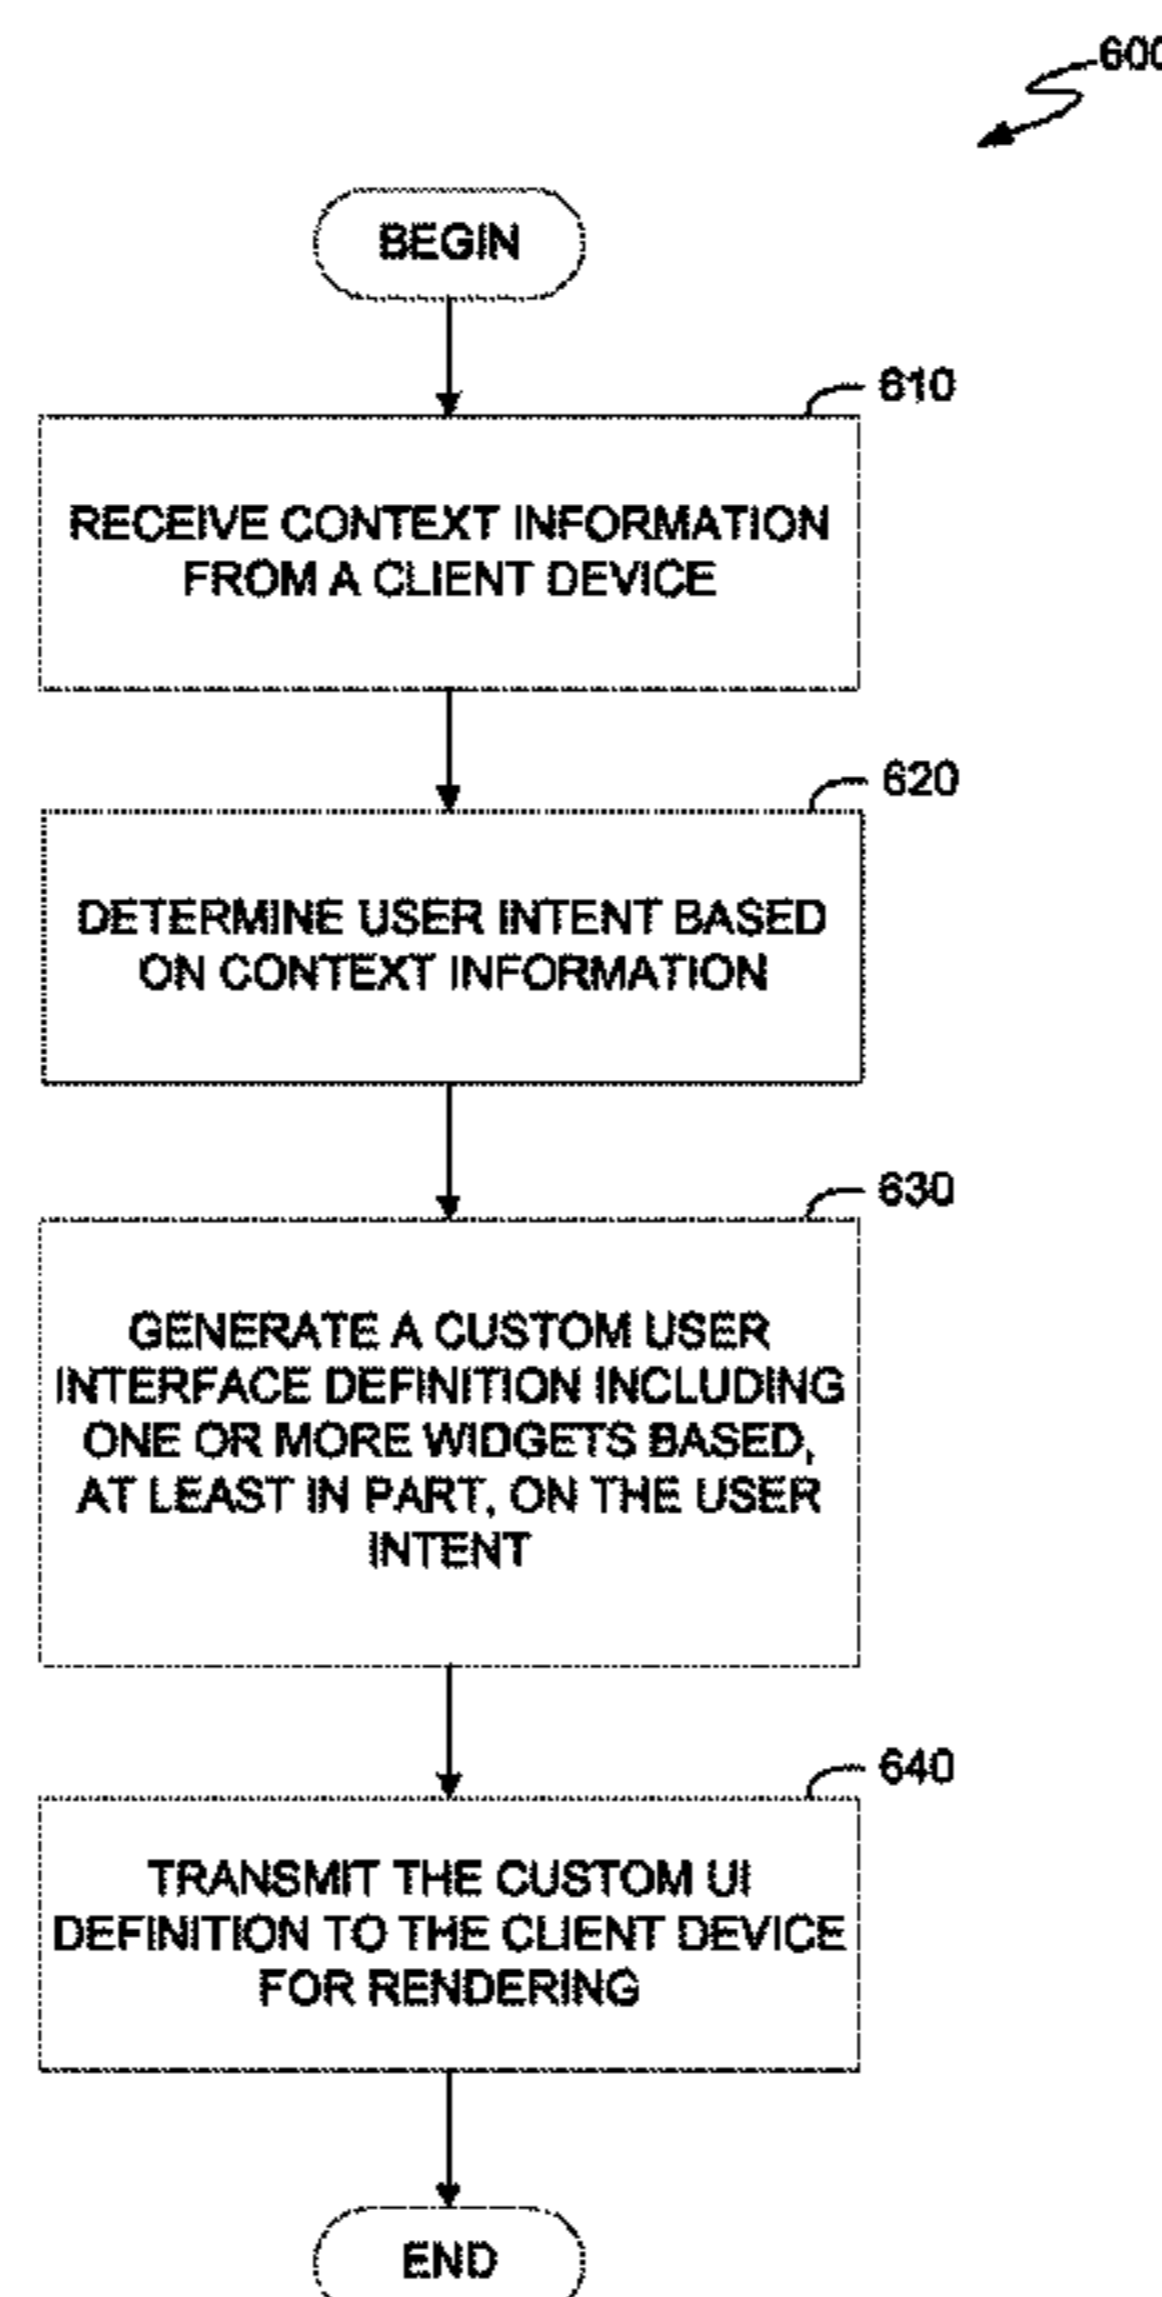 600
BEGIN
610
RECEIVE CONTEXT INFORMATION
FROM A CLIENT DEVICE
620
DETERMINE USER INTENT BASED
ON CONTEXT INFORMATION
630
GENERATE A CUSTOM USER
INTERFACE DEFINITION INCLUDING
ONE OR MORE WIDGETS BASED,
AT LEAST IN PART, ON THE USER
INTENT
640
TRANSMIT THE CUSTOM UI
DEFINITION TO THE CLIENT DEVICE
FOR RENDERING
END